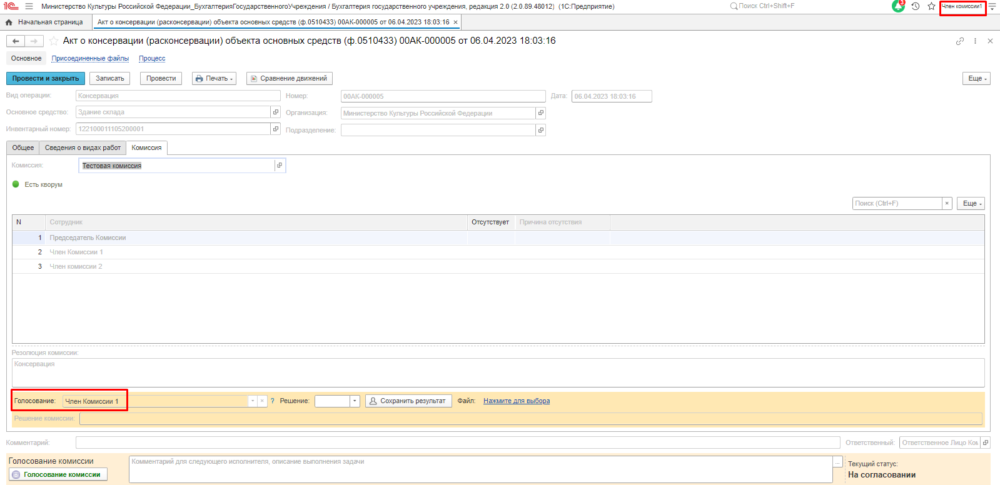 1С Министерство Культуры Российской Федерации_БухгалтерияГосударственногоУчреждения / Бухгалтерия государственного учреждения, редакция 2.0 (2.0.89.48012) (1С:Предприятие) Поиск Ctrl+Shift+F 3 Член комиссии1
Начальная страница Акт о консервации (расконсервации) объекта основных средств (ф.0510433) 00АК-000005 от 06.04.2023 18:03:16 ×
Акт о консервации (расконсервации) объекта основных средств (ф.0510433) 00АК-000005 от 06.04.2023 18:03:16
Основное Присоединенные файлы Процесс
Провести и закрыть Записать Провести Печать Сравнение движений Еще
Вид операции: Консервация Номер: 00АК-000005 Дата: 06.04.2023 18:03:16
Основное средство: Здание склада Организация: Министерство Культуры Российской Федерации
Инвентарный номер: 122100011105200001 Подразделение:
Общее Сведения о видах работ Комиссия
Комиссия: Тестовая комиссия
Есть кворум
Поиск (Ctrl+F) × Еще
N Сотрудник Отсутствует Причина отсутствия
1 Председатель Комиссии
2 Член Комиссии 1
3 Член комиссии 2
Резолюция комиссии:
Консервация
Голосование: Член Комиссии 1 × ? Решение: Сохранить результат Файл: Нажмите для выбора
Решение комиссии:
Комментарий: Ответственный: Ответственное Лицо Ком
Голосование комиссии Комментарий для следующего исполнителя, описание выполнения задачи ... Текущий статус:
Голосование комиссии На согласовании